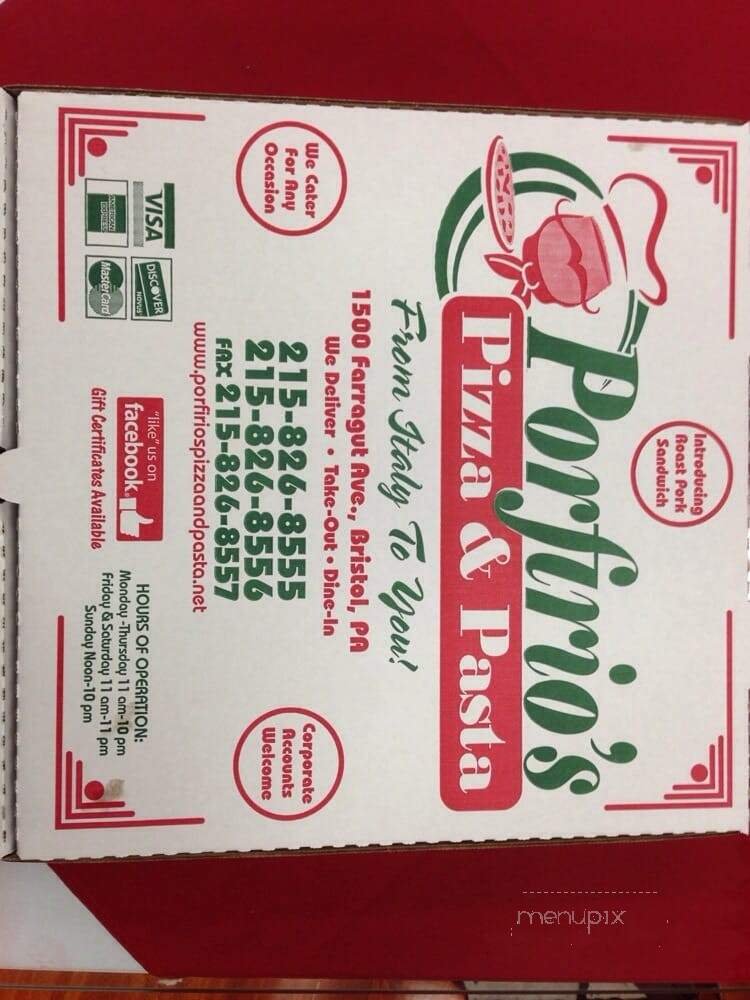 Introducing
Roast Pork
Sandwich
Porfirio's
Pizza & Pasta
From Italy To You!
We Cater
For Any
Occasion
1500 Farragut Ave., Bristol, PA
We Deliver • Take-Out • Dine-In
215-826-8555
215-826-8556
FAX 215-826-8557
www.porfiriospizzaandpasta.net
Corporate
Accounts
Welcome
VISA
DISCOVER
NOVUS
AMERICAN
EXPRESS
MasterCard
"like" us on
facebook.
Gift Certificates Available
HOURS OF OPERATION:
Monday -Thursday 11 am-10 pm
Friday & Saturday 11 am-11 pm
Sunday Noon-10 pm
menupix